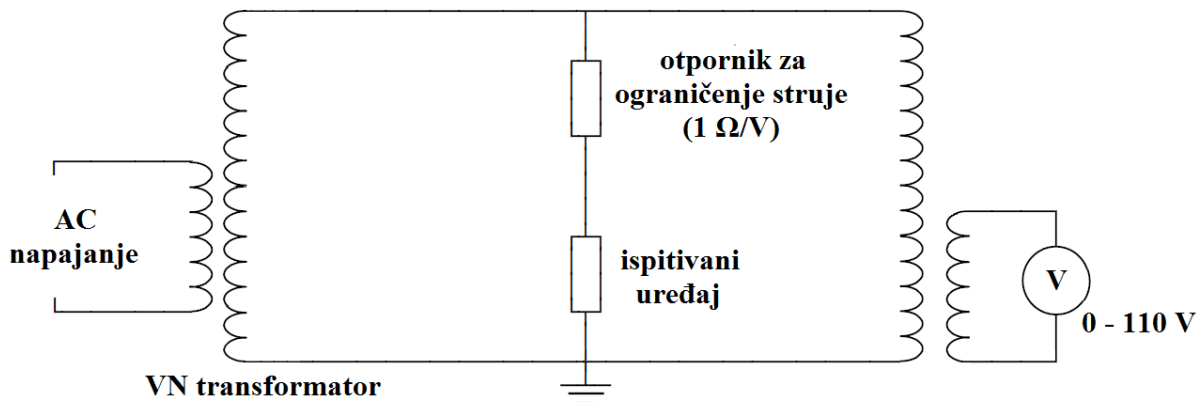 otpornik za
ograničenje struje
(1 Ω/V)
AC
napajanje
ispitivani
uređaj
V
0 - 110 V
VN transformator